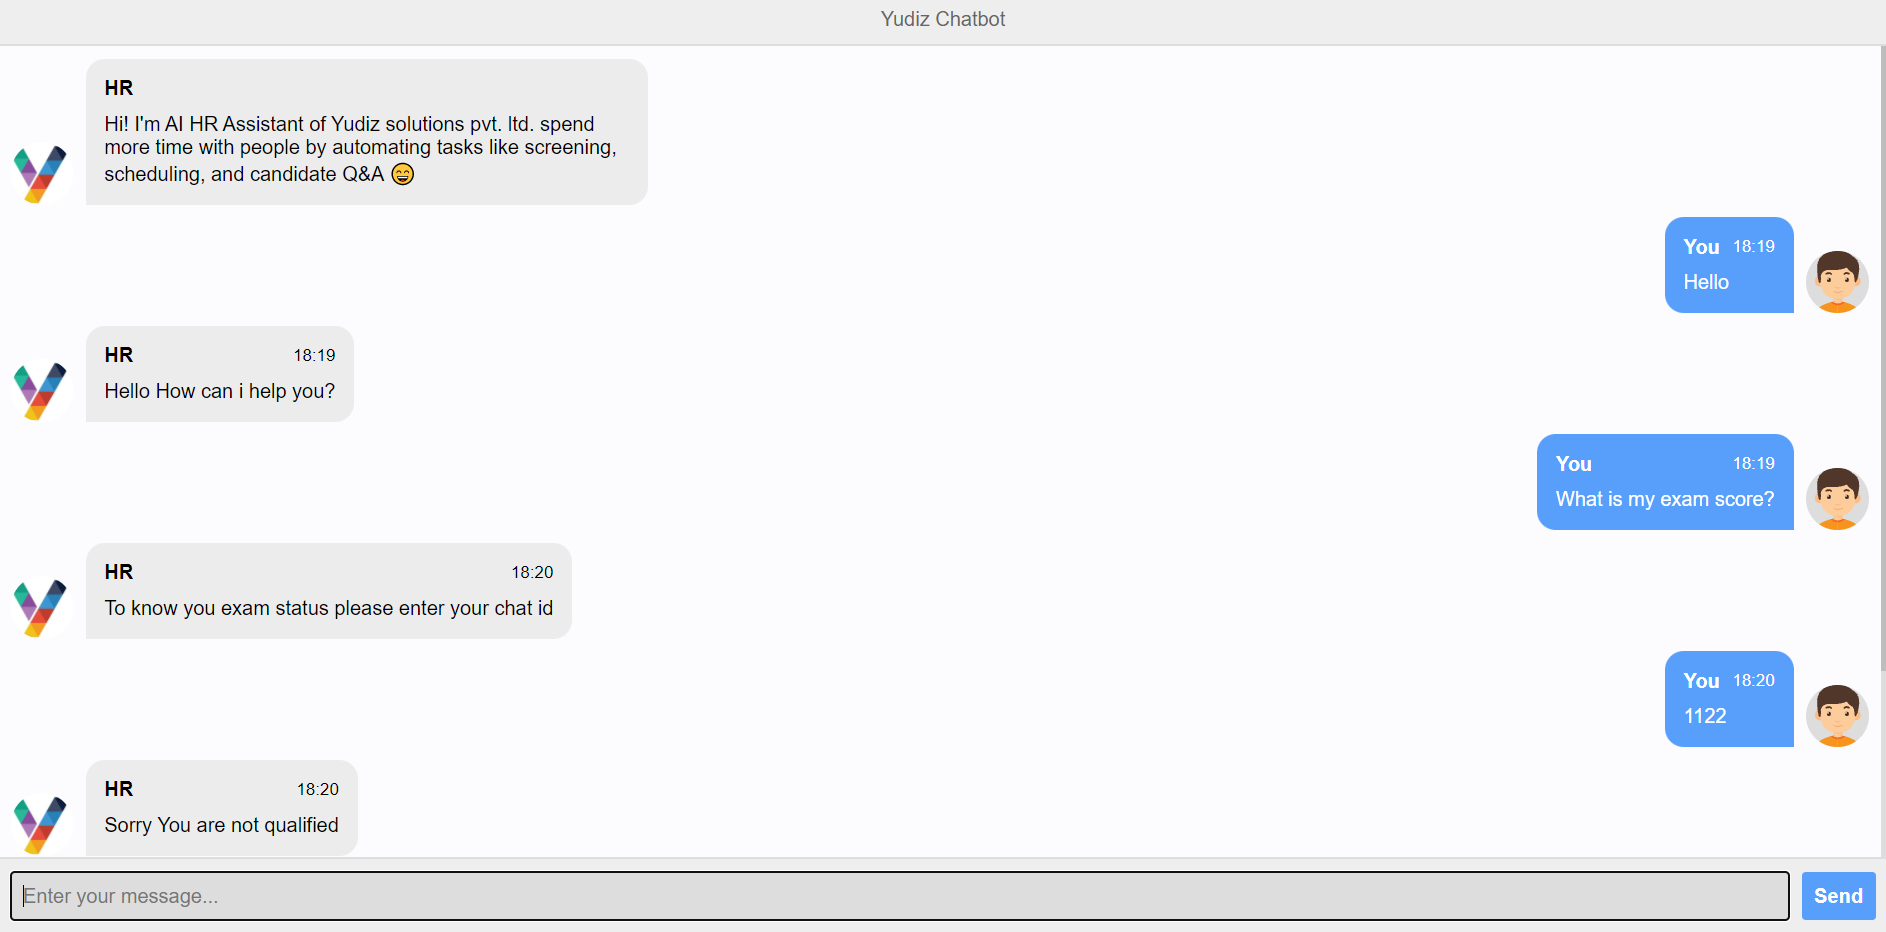 Yudiz Chatbot
HR
Hi! I'm AI HR Assistant of Yudiz solutions pvt. ltd. spend
more time with people by automating tasks like screening,
scheduling, and candidate Q&A 😄
You 18:19
Hello
HR 18:19
Hello How can i help you?
You 18:19
What is my exam score?
HR 18:20
To know you exam status please enter your chat id
You 18:20
1122
HR 18:20
Sorry You are not qualified
Enter your message...
Send